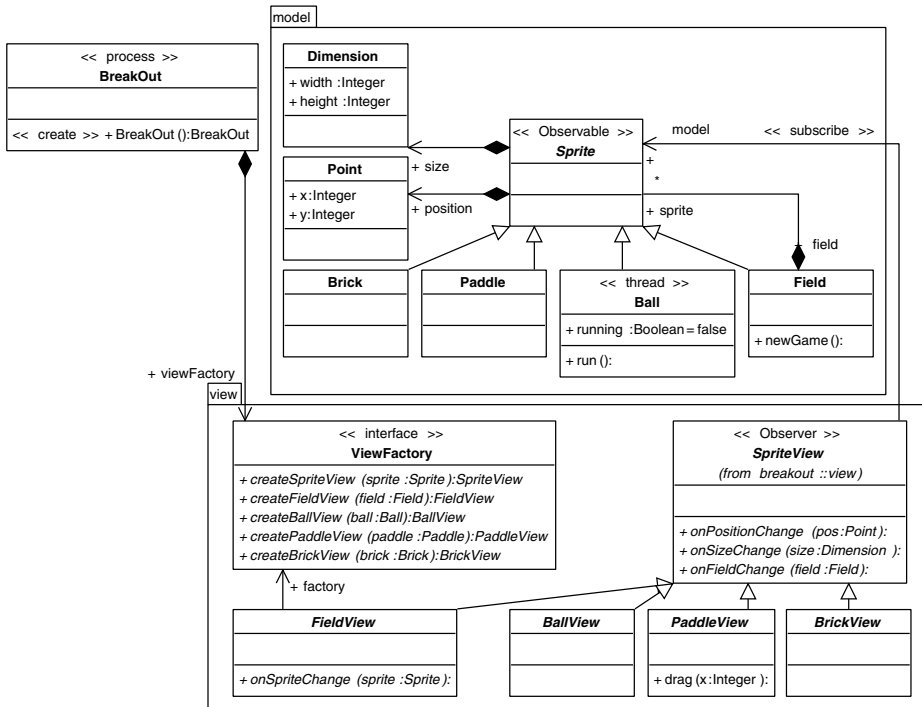 model
<< process >>
BreakOut
<< create >> + BreakOut ():BreakOut
Dimension
+ width :Integer
+ height :Integer
Point
+ x:Integer
+ y:Integer
+ size
+ position
<< Observable >>
Sprite
model
<< subscribe >>
+
*
+ sprite
field
Brick
Paddle
<< thread >>
Ball
+ running :Boolean = false
+ run ():
Field
+ newGame ():
+ viewFactory
view
<< interface >>
ViewFactory
+ createSpriteView (sprite :Sprite ):SpriteView
+ createFieldView (field :Field ):FieldView
+ createBallView (ball :Ball):BallView
+ createPaddleView (paddle :Paddle):PaddleView
+ createBrickView (brick :Brick ):BrickView
<< Observer >>
SpriteView
(from breakout ::view)
+ onPositionChange (pos:Point ):
+ onSizeChange (size :Dimension ):
+ onFieldChange (field :Field ):
+ factory
FieldView
+ onSpriteChange (sprite :Sprite ):
BallView
PaddleView
+ drag (x:Integer ):
BrickView